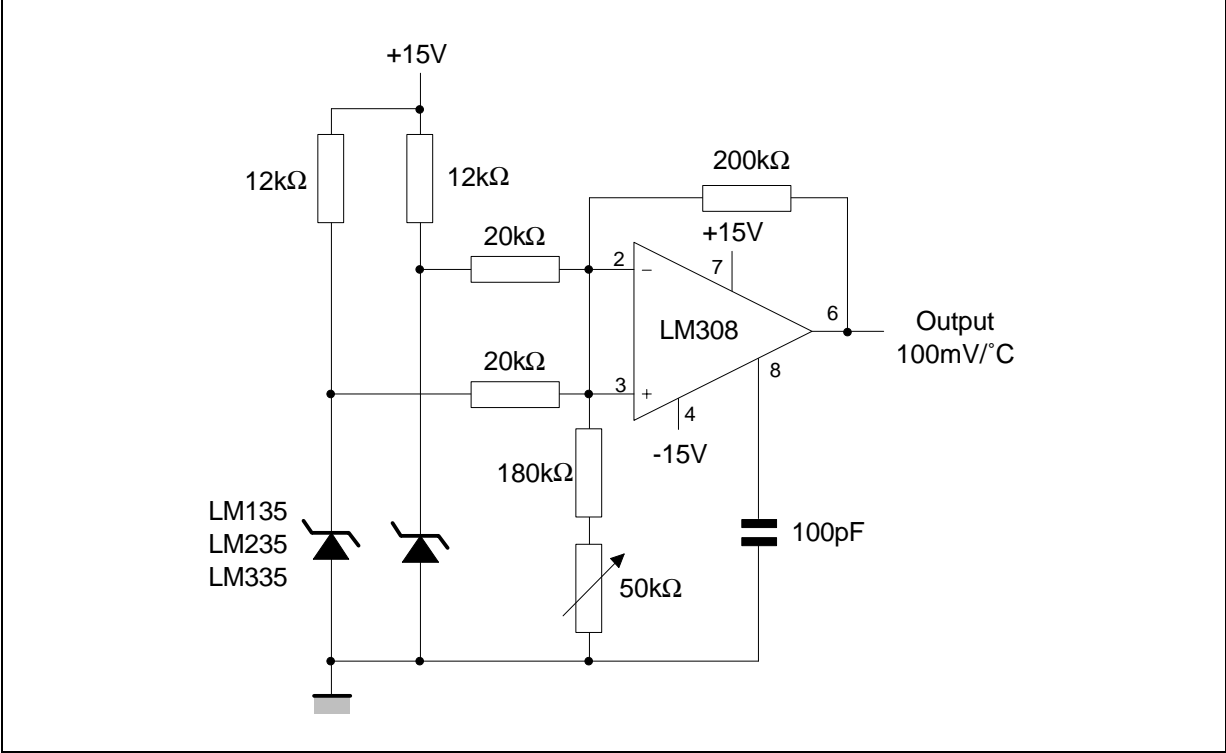 +15V
12kΩ
12kΩ
200kΩ
+15V
20kΩ
2
−
7
LM308
6
Output
100mV/˚C
20kΩ
3
+
8
4
-15V
180kΩ
LM135
LM235
LM335
100pF
50kΩ